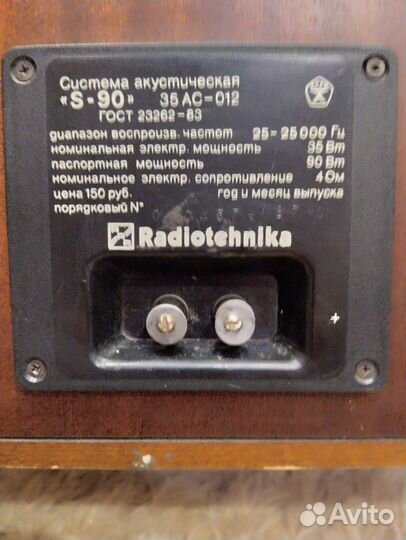 Система акустическая
«S-90» 35 АС-012
ГОСТ 23262-83
диапазон воспроизв. частот 25-25000 Гц
номинальная электр. мощность 35 Вт
паспортная мощность 90 Вт
номинальное электр. сопротивление 4 Ом
цена 150 руб. год и месяц выпуска
порядковый №
Radiotehnika
+
Avito